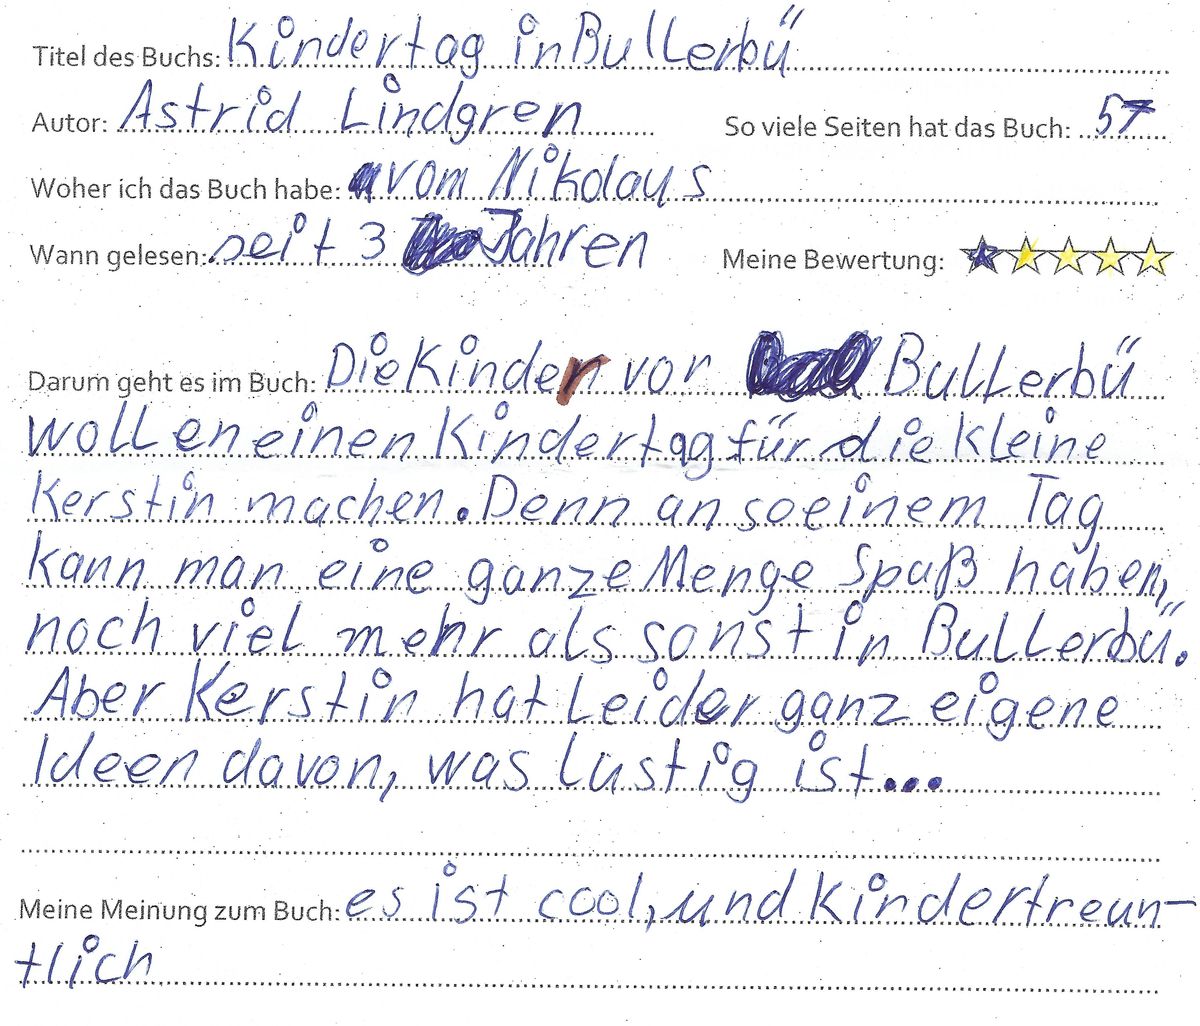 Titel des Buchs: Kindertag in Bullerbü
Autor: Astrid Lindgren So viele Seiten hat das Buch: 57
Woher ich das Buch habe: vom Nikolaus
Wann gelesen: seit 3 Jahren Meine Bewertung:
Darum geht es im Buch: Die Kinder vor Bullerbü
wollen einen Kindertag für die kleine
Kerstin machen. Denn an so einem Tag
kann man eine ganze Menge Spaß haben,
noch viel mehr als sonst in Bullerbü.
Aber Kerstin hat leider ganz eigene
Ideen davon, was lustig ist...
Meine Meinung zum Buch: es ist cool, und kindertreun-
tlich